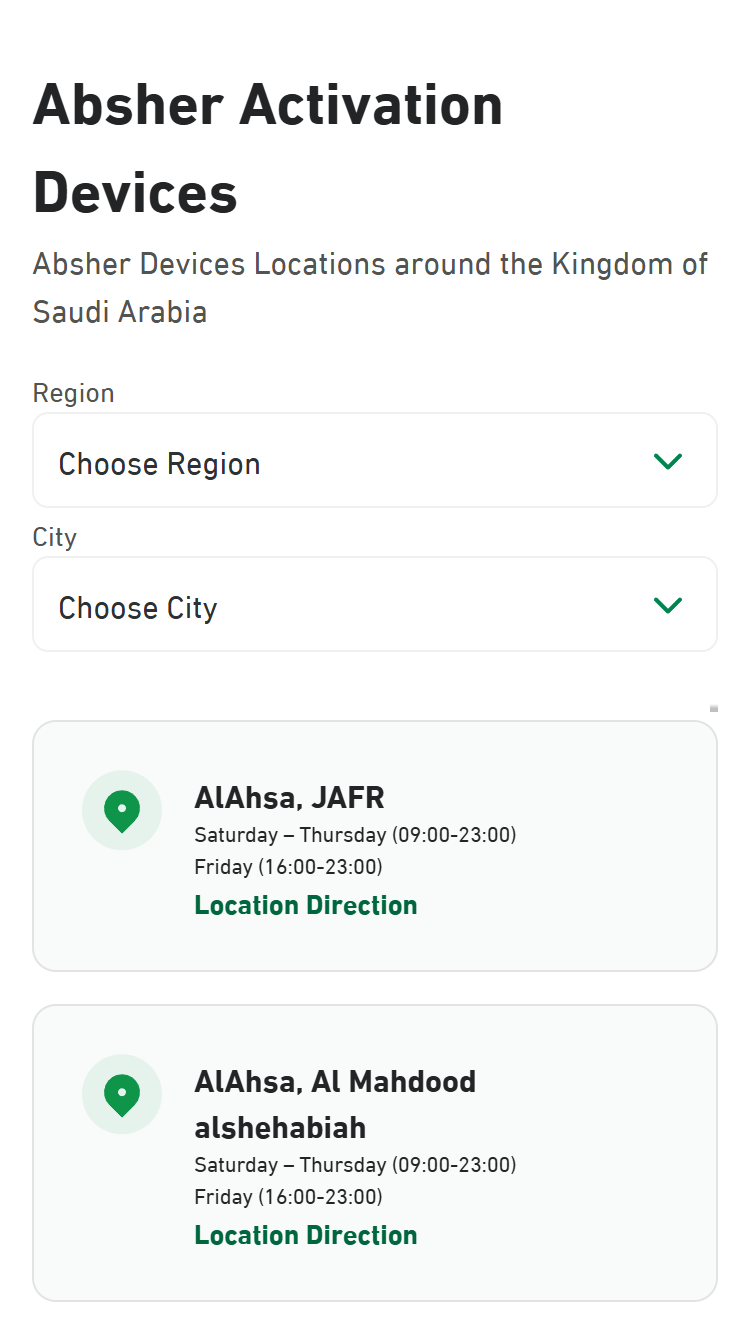 Absher Activation
Devices
Absher Devices Locations around the Kingdom of
Saudi Arabia
Region
Choose Region
City
Choose City
AlAhsa, JAFR
Saturday – Thursday (09:00-23:00)
Friday (16:00-23:00)
Location Direction
AlAhsa, Al Mahdood
alshehabiah
Saturday – Thursday (09:00-23:00)
Friday (16:00-23:00)
Location Direction